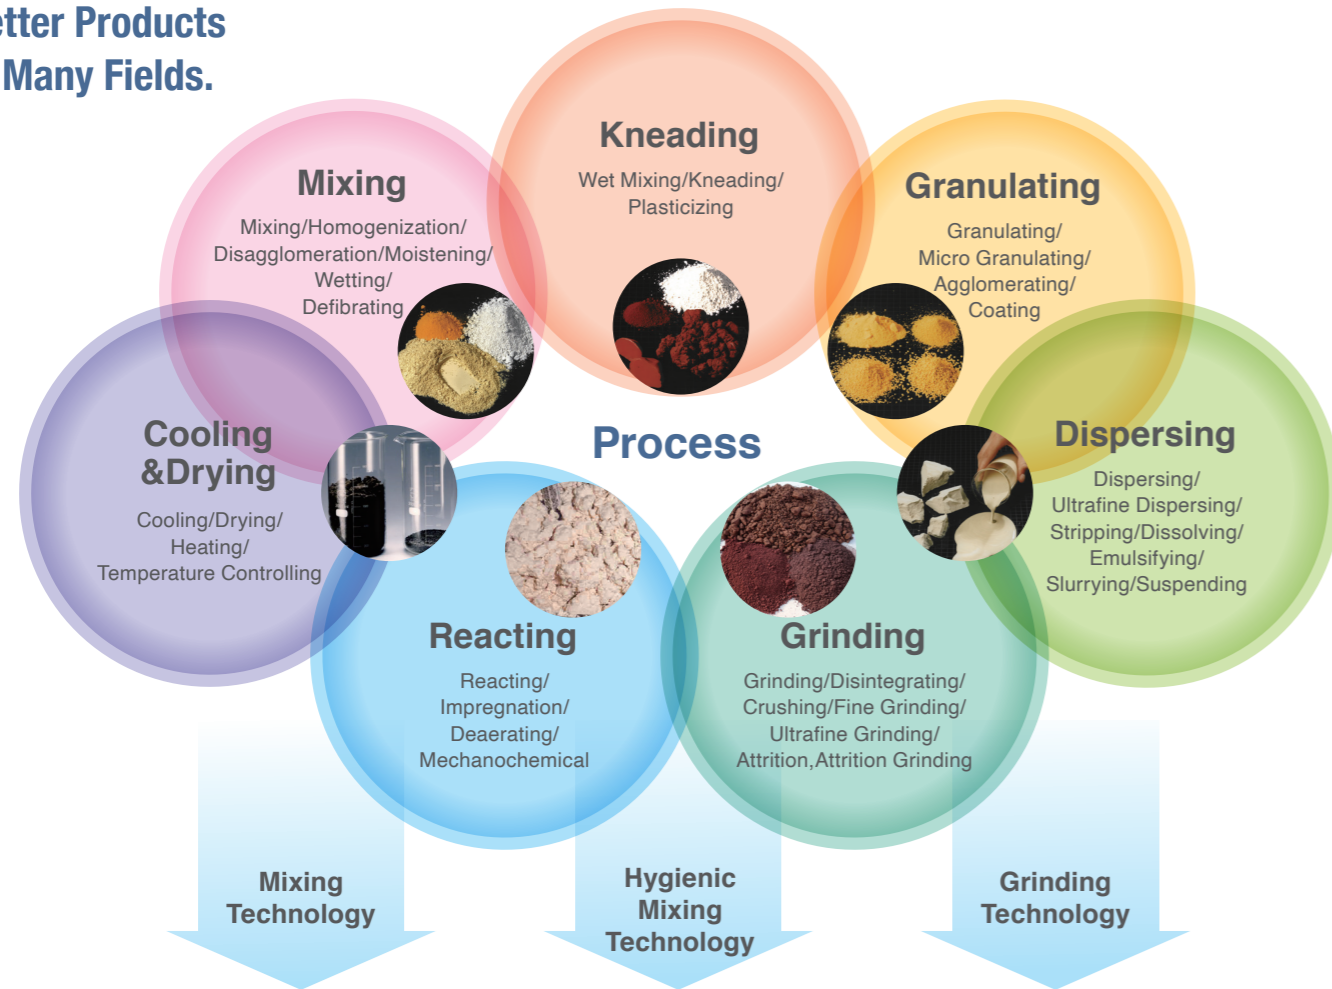 etter Products
Many Fields.
Kneading
Wet Mixing/Kneading/
Plasticizing
Mixing
Mixing/Homogenization/
Disagglomeration/Moistening/
Wetting/
Defibrating
Granulating
Granulating/
Micro Granulating/
Agglomerating/
Coating
Cooling
&Drying
Cooling/Drying/
Heating/
Temperature Controlling
Process
Dispersing
Dispersing/
Ultrafine Dispersing/
Stripping/Dissolving/
Emulsifying/
Slurrying/Suspending
Reacting
Reacting/
Impregnation/
Deaerating/
Mechanochemical
Grinding
Grinding/Disintegrating/
Crushing/Fine Grinding/
Ultrafine Grinding/
Attrition,Attrition Grinding
Mixing
Technology
Hygienic
Mixing
Technology
Grinding
Technology